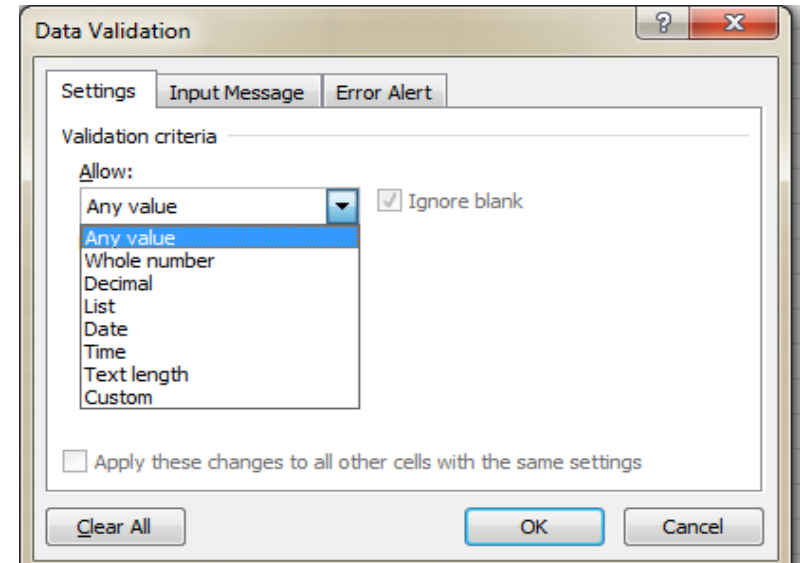 Data Validation
Settings Input Message Error Alert
Validation criteria
Allow:
Any value Ignore blank
Any value
Whole number
Decimal
List
Date
Time
Text length
Custom
Apply these changes to all other cells with the same settings
Clear All OK Cancel